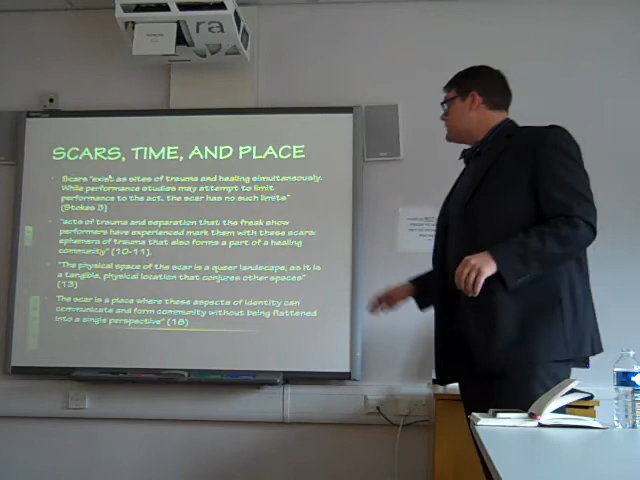 ra
SCARS, TIME, AND PLACE
Scars "exist as sites of trauma and healing simultaneously.
While performance studies may attempt to limit
performance to the act, the scar has no such limits"
(Stokes 3)
"acts of trauma and separation that the freak show
performers have experienced mark them with these scars;
ephemera of trauma that also forms a part of a healing
community" (10-11).
"The physical space of the scar is a queer landscape, as it is
a tangible, physical location that conjures other spaces"
(13)
The scar is a place where these aspects of identity can
communicate and form community without being flattened
into a single perspective" (16)